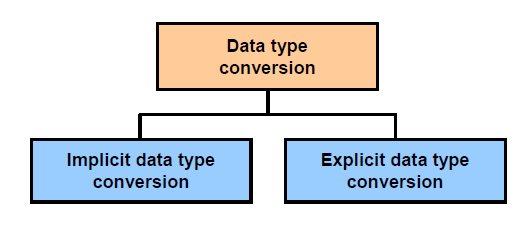 Data type
conversion
Implicit data type
conversion
Explicit data type
conversion